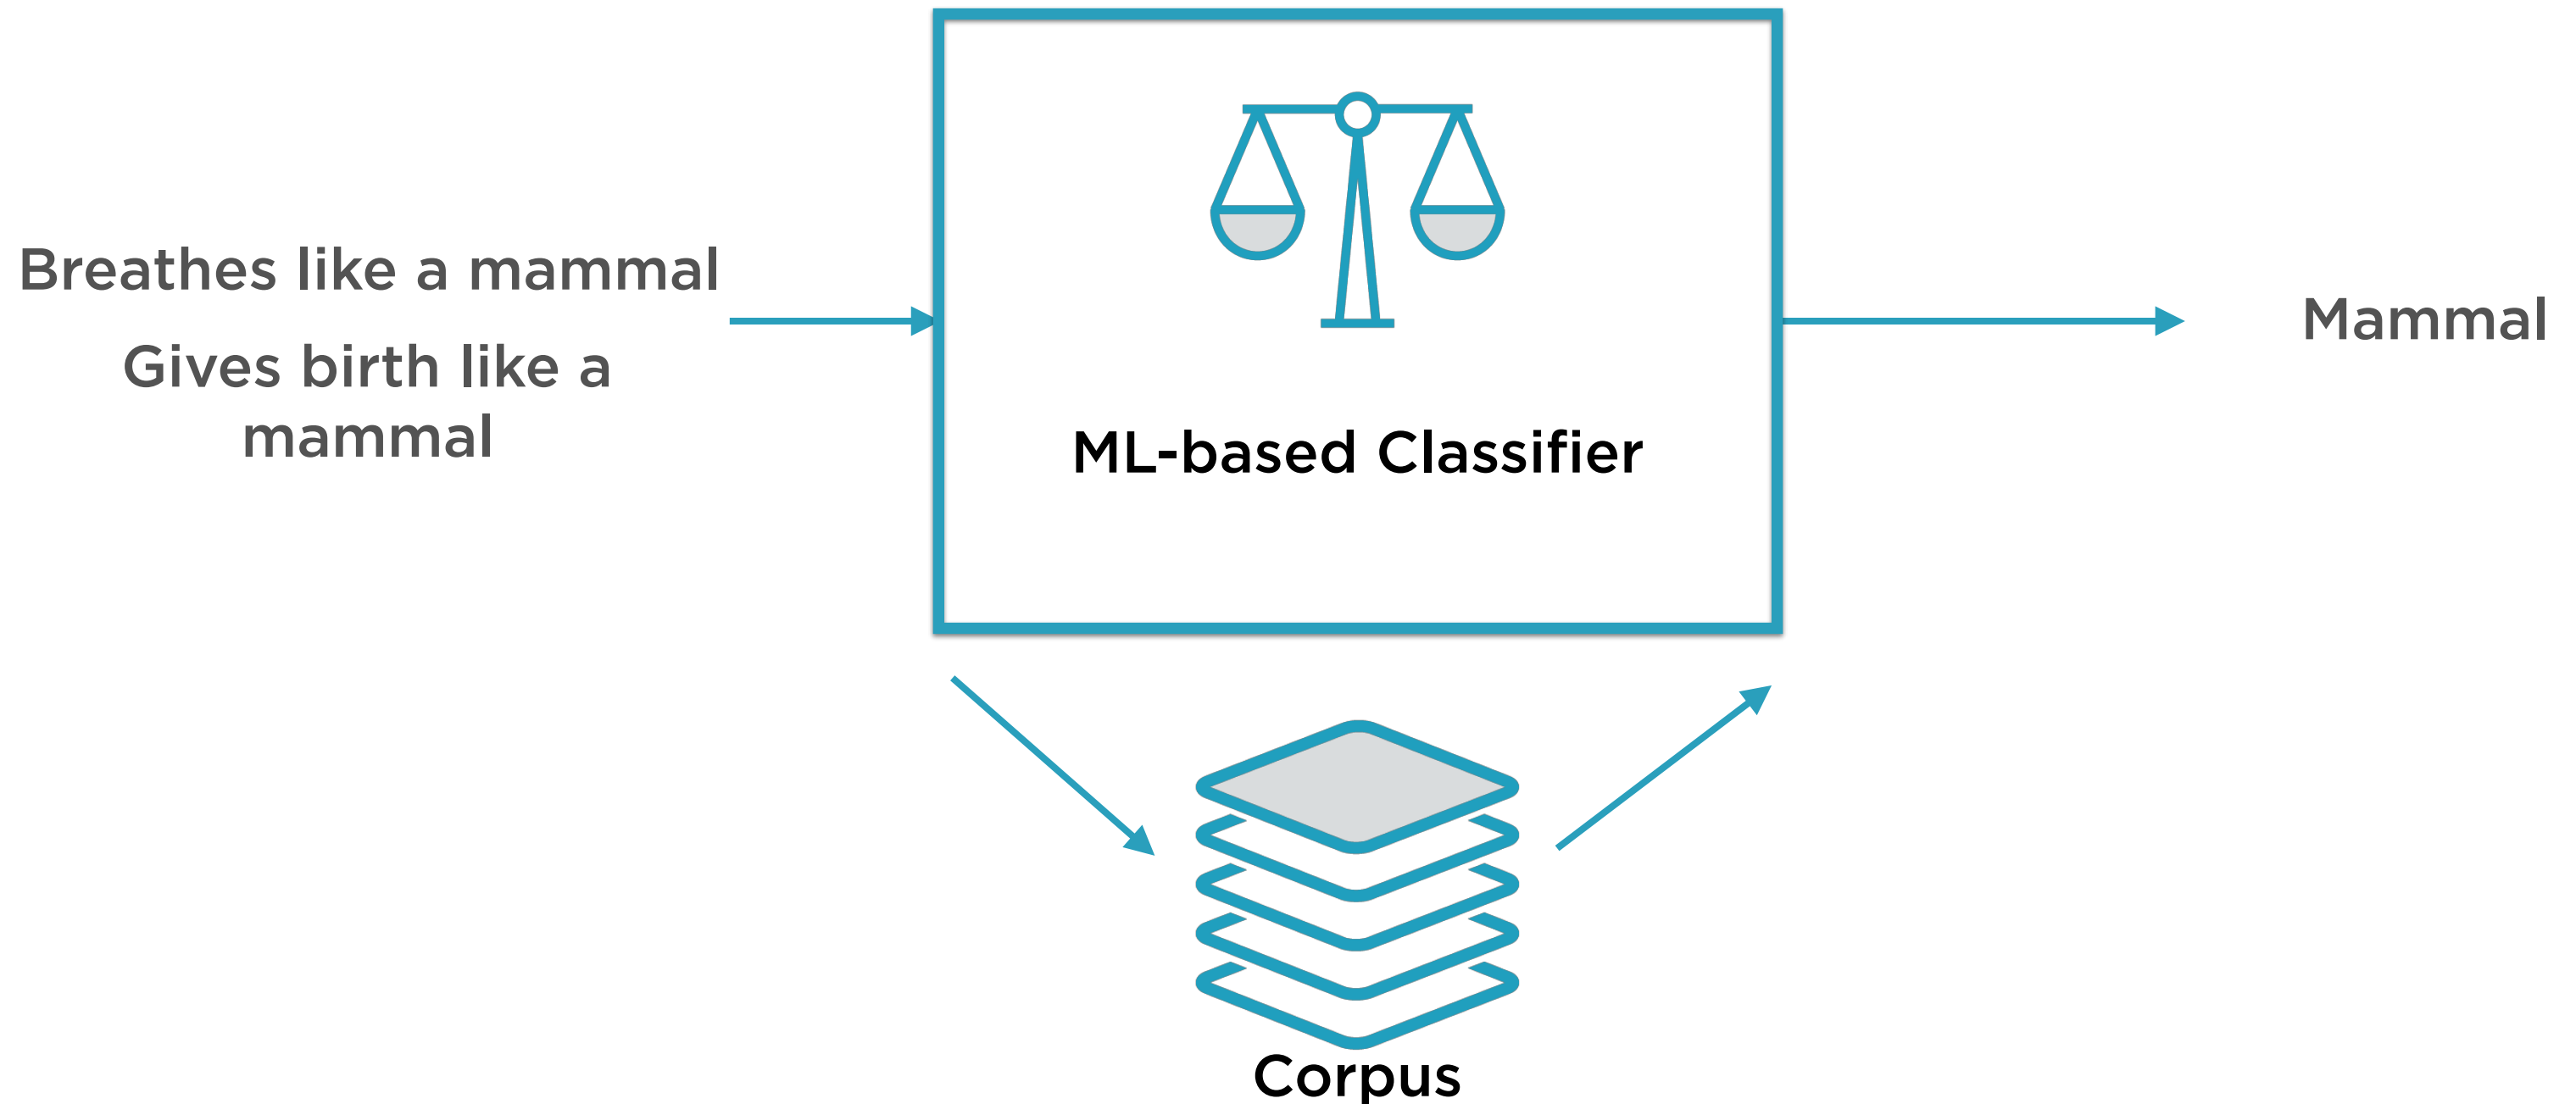 Breathes like a mammal
Gives birth like a
mammal
ML-based Classifier
Mammal
Corpus